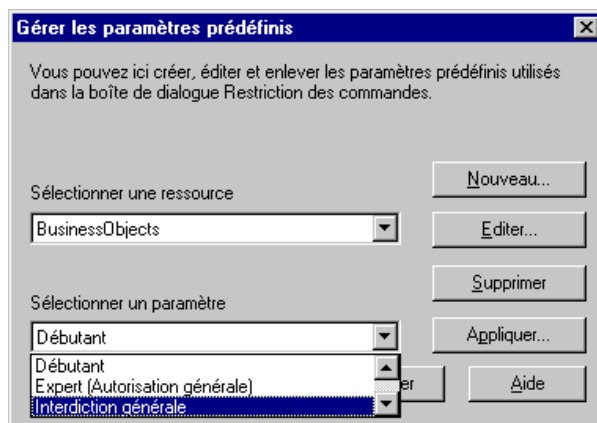 Gérer les paramètres prédéfinis
Vous pouvez ici créer, éditer et enlever les paramètres prédéfinis utilisés
dans la boîte de dialogue Restriction des commandes.
Nouveau...
Sélectionner une ressource
BusinessObjects
Editer...
Supprimer
Sélectionner un paramètre
Débutant
Appliquer...
Débutant
Expert (Autorisation générale)
Interdiction générale
er
Aide